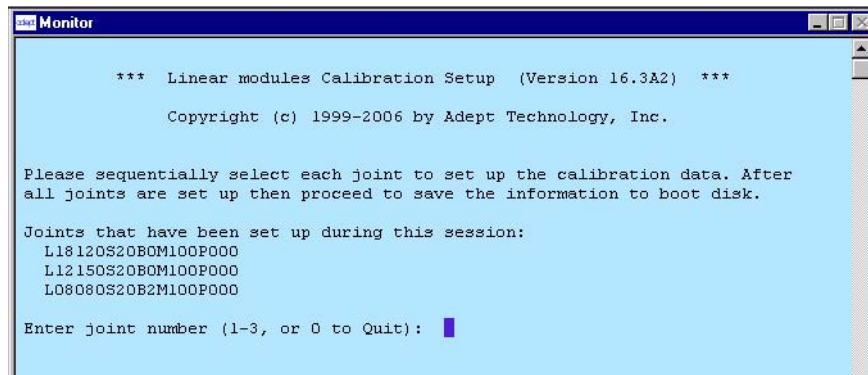 adept Monitor
*** Linear modules Calibration Setup (Version 16.3A2) ***
Copyright (c) 1999-2006 by Adept Technology, Inc.
Please sequentially select each joint to set up the calibration data. After
all joints are set up then proceed to save the information to boot disk.
Joints that have been set up during this session:
L18120S20B0M100P000
L12150S20B0M100P000
L08080S20B2M100P000
Enter joint number (1-3, or 0 to Quit):